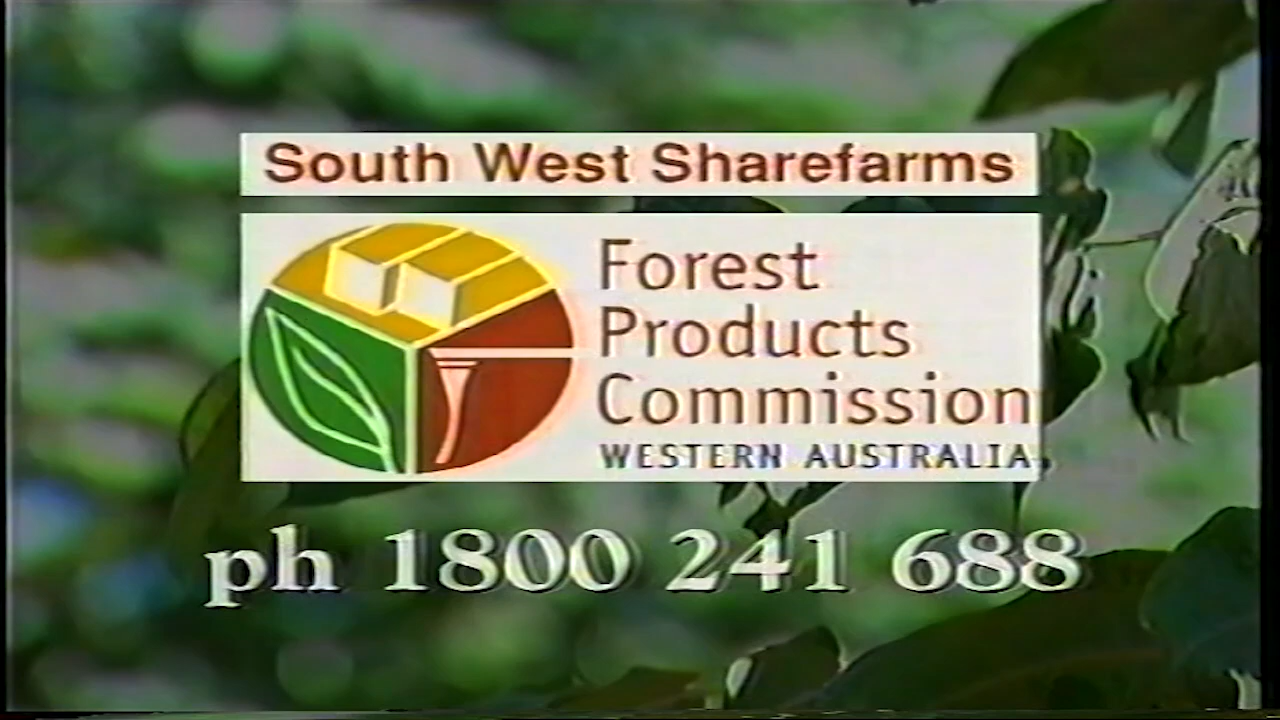 South West Sharefarms
Forest
Products
Commission
WESTERN AUSTRALIA
ph 1800 241 688